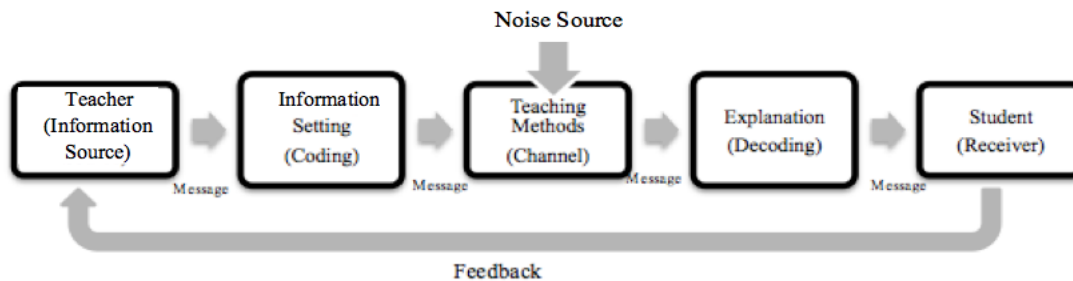 Noise Source
Teacher
(Information
Source)
Information
Setting
(Coding)
Teaching
Methods
(Channel)
Explanation
(Decoding)
Student
(Receiver)
Message
Message
Message
Message
Feedback